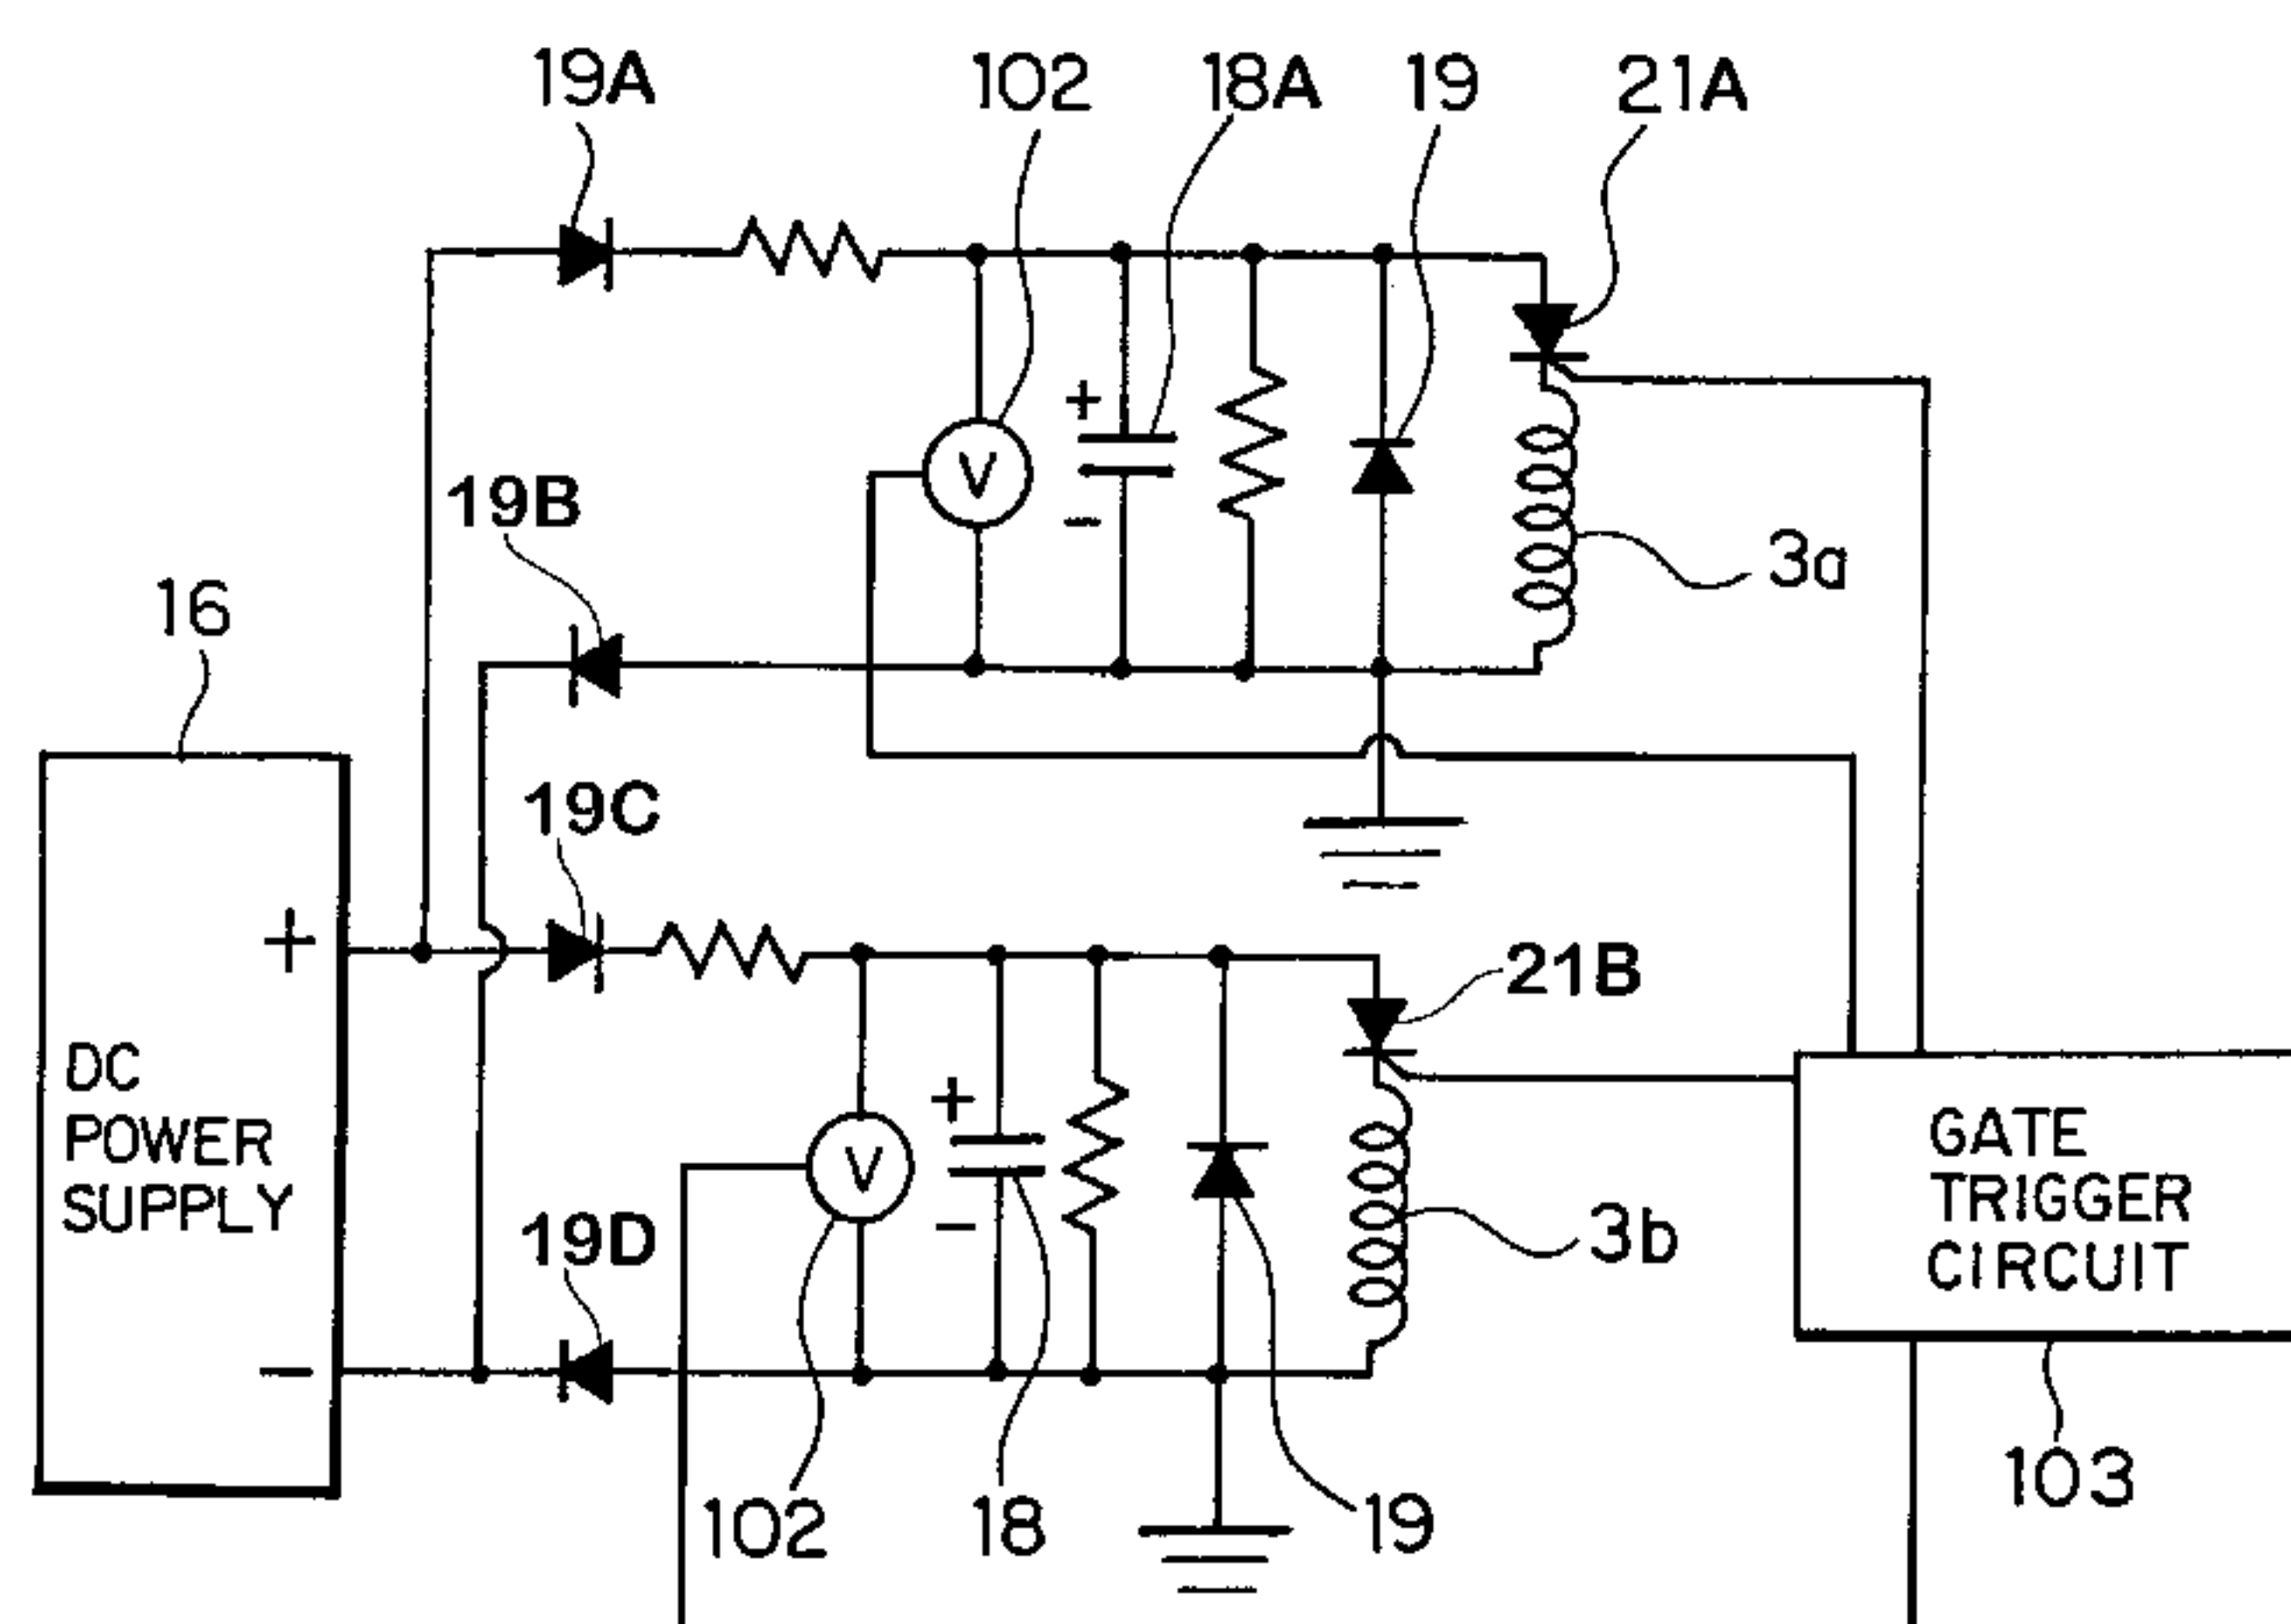 19A
102
18A
19
21A
19B
V
+
−
3a
16
19C
+
21B
DC
POWER
SUPPLY
GATE
TRIGGER
CIRCUIT
+
V
−
19D
3b
−
102
18
19
103